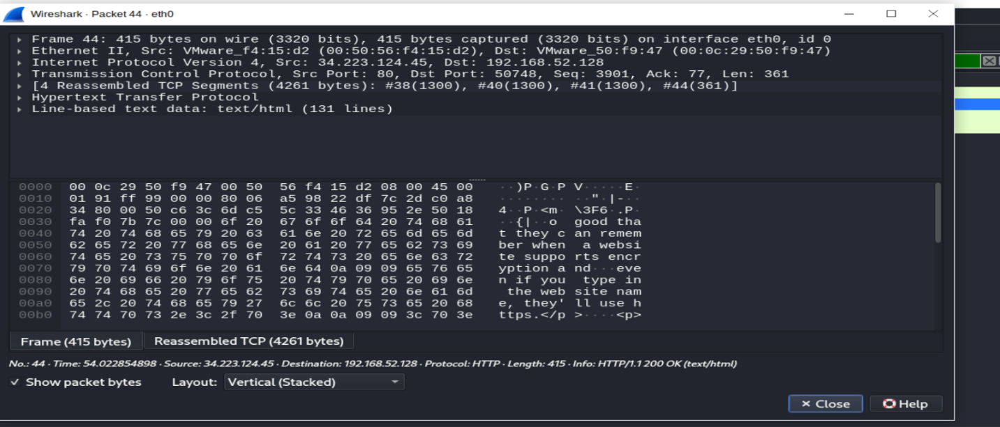 Wireshark · Packet 44 · eth0
Frame 44: 415 bytes on wire (3320 bits), 415 bytes captured (3320 bits) on interface eth0, id 0
Ethernet II, Src: VMware_f4:15:d2 (00:50:56:f4:15:d2), Dst: VMware_50:f9:47 (00:0c:29:50:f9:47)
Internet Protocol Version 4, Src: 34.223.124.45, Dst: 192.168.52.128
Transmission Control Protocol, Src Port: 80, Dst Port: 50748, Seq: 3901, Ack: 77, Len: 361
[4 Reassembled TCP Segments (4261 bytes): #38(1300), #40(1300), #41(1300), #44(361)]
Hypertext Transfer Protocol
Line-based text data: text/html (131 lines)
0000 00 0c 29 50 f9 47 00 50 56 f4 15 d2 08 00 45 00 ··)P·G·P V·····E·
0010 01 91 ff 99 00 00 80 06 a5 98 22 df 7c 2d c0 a8 ········ ··"·|-··
0020 34 80 00 50 c6 3c 6d c5 5c 33 46 36 95 2e 50 18 4··P·<m· \3F6·.P·
0030 fa f0 7b 7c 00 00 6f 20 67 6f 6f 64 20 74 68 61 ··{|··o  good tha
0040 74 20 74 68 65 79 20 63 61 6e 20 72 65 6d 65 6d t they c an remem
0050 62 65 72 20 77 68 65 6e 20 61 20 77 65 62 73 69 ber when  a websi
0060 74 65 20 73 75 70 70 6f 72 74 73 20 65 6e 63 72 te suppo rts encr
0070 79 70 74 69 6f 6e 20 61 6e 64 0a 09 09 65 76 65 yption a nd···eve
0080 6e 20 69 66 20 79 6f 75 20 74 79 70 65 20 69 6e n if you  type in
0090 20 74 68 65 20 77 65 62 73 69 74 65 20 6e 61 6d  the web site nam
00a0 65 2c 20 74 68 65 79 27 6c 6c 20 75 73 65 20 68 e, they' ll use h
00b0 74 74 70 73 2e 3c 2f 70 3e 0a 0a 09 09 3c 70 3e ttps.</p >····<p>
Frame (415 bytes) Reassembled TCP (4261 bytes)
No.: 44 · Time: 54.022854898 · Source: 34.223.124.45 · Destination: 192.168.52.128 · Protocol: HTTP · Length: 415 · Info: HTTP/1.1 200 OK (text/html)
Show packet bytes Layout: Vertical (Stacked)
Close Help